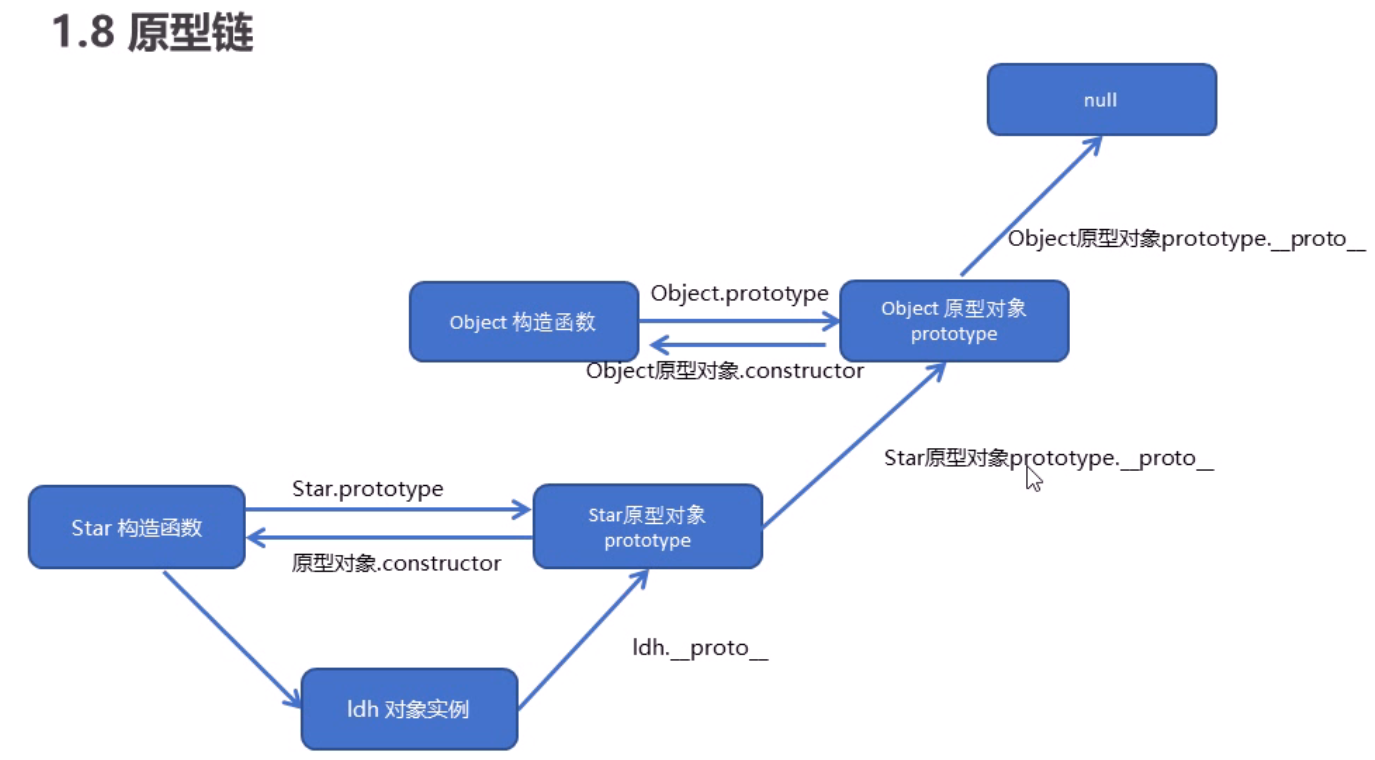 1.8 原型链
null
Object原型对象prototype.__proto__
Object.prototype
Object 构造函数
Object 原型对象
prototype
Object原型对象.constructor
Star原型对象prototype.__proto__
Star.prototype
Star 构造函数
Star原型对象
prototype
原型对象.constructor
ldh.__proto__
ldh 对象实例